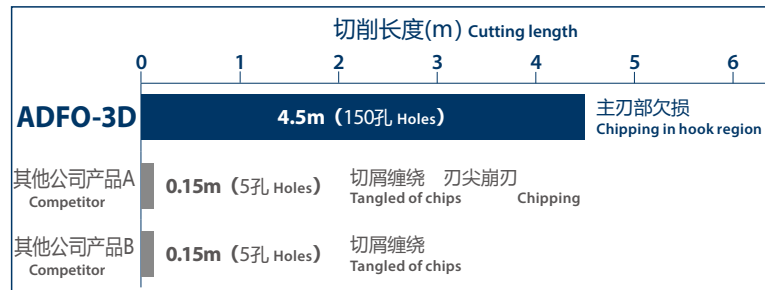 切削长度(m) Cutting length
0 1 2 3 4 5 6
ADFO-3D 4.5m（150孔 Holes） 主刃部欠损
Chipping in hook region
其他公司产品A 0.15m（5孔 Holes） 切屑缠绕 刃尖崩刃
Competitor Tangled of chips Chipping
其他公司产品B 0.15m（5孔 Holes） 切屑缠绕
Competitor Tangled of chips